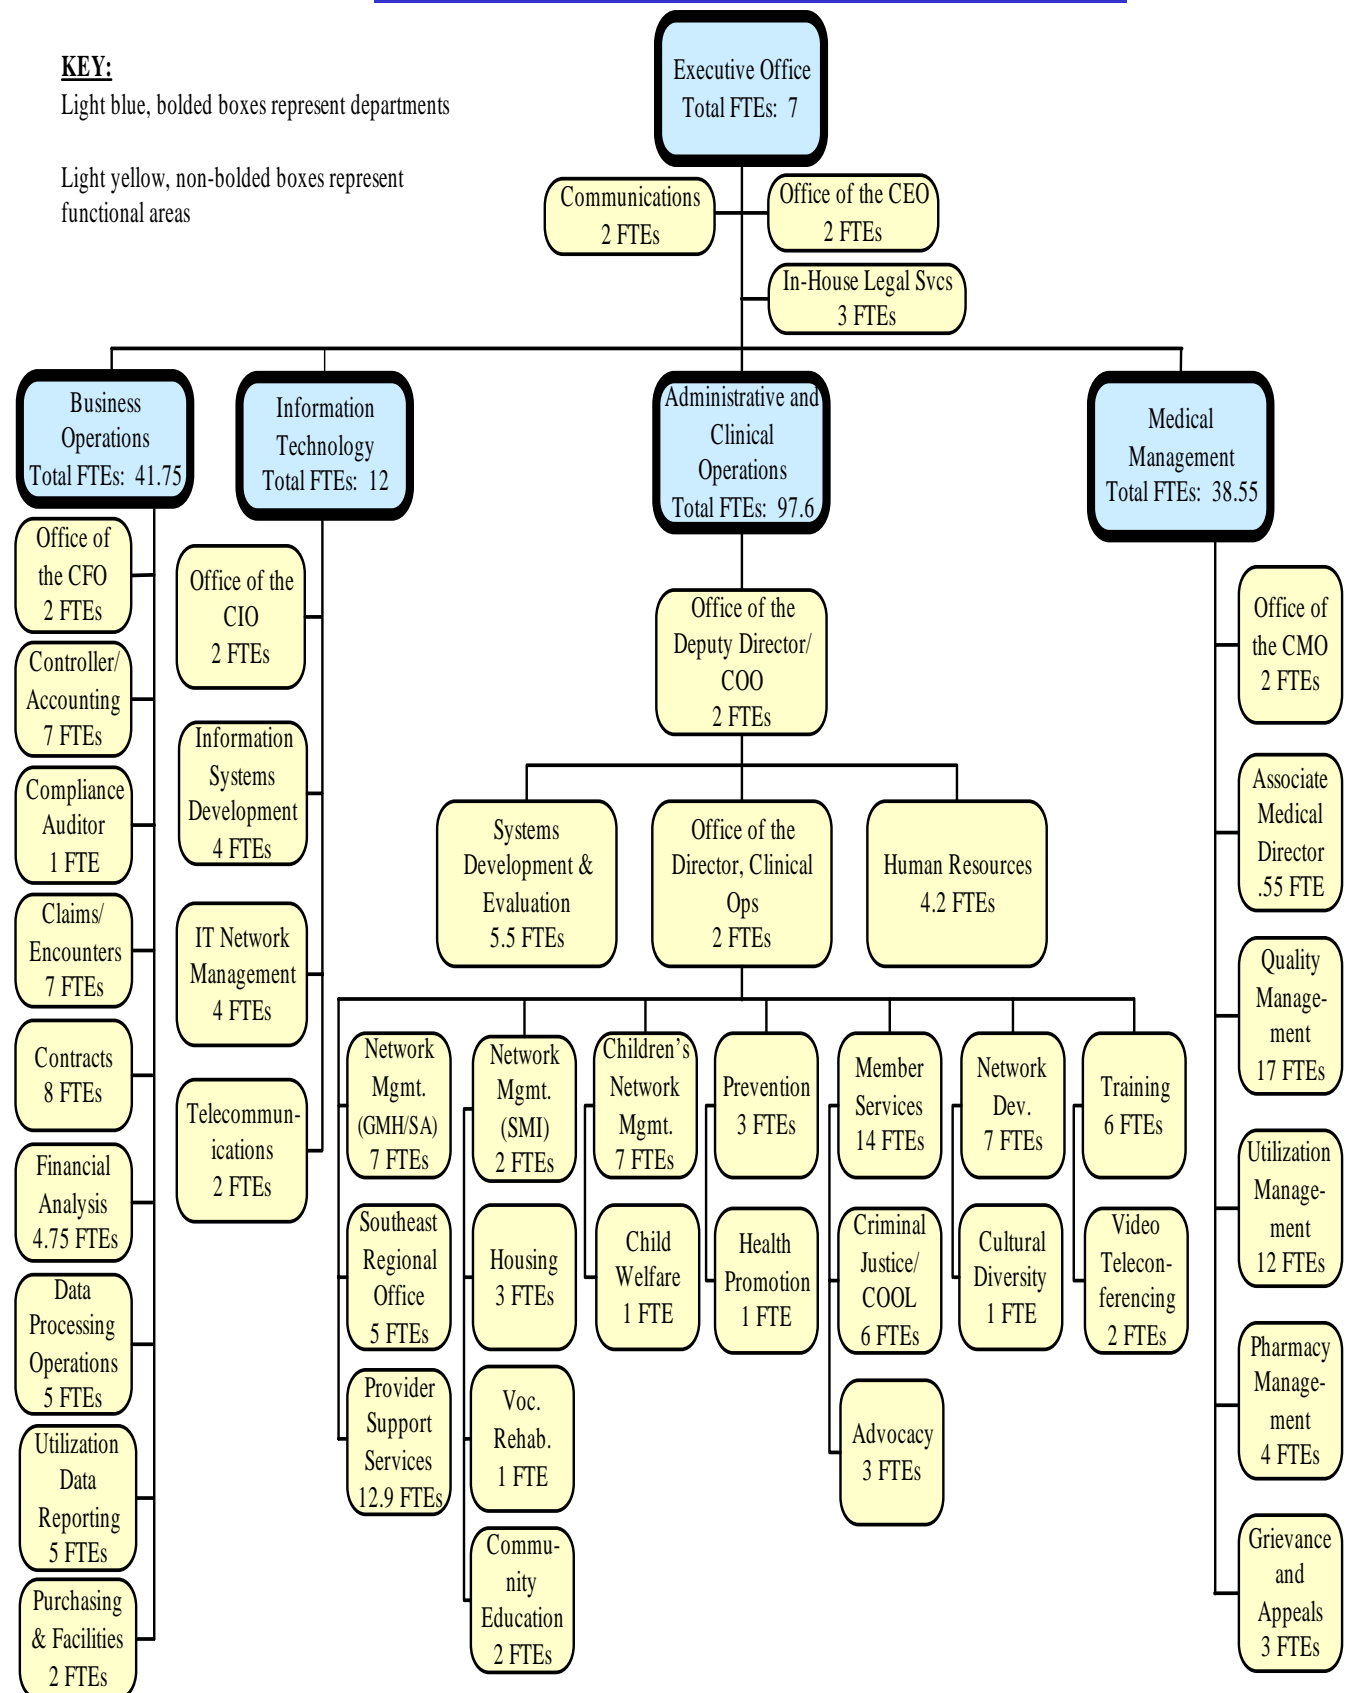 KEY:
Light blue, bolded boxes represent departments
Light yellow, non-bolded boxes represent
functional areas
Executive Office
Total FTEs: 7
Communications
2 FTEs
Office of the CEO
2 FTEs
In-House Legal Svcs
3 FTEs
Business
Operations
Total FTEs: 41.75
Information
Technology
Total FTEs: 12
Administrative and
Clinical
Operations
Total FTEs: 97.6
Medical
Management
Total FTEs: 38.55
Office of
the CFO
2 FTEs
Controller/
Accounting
7 FTEs
Compliance
Auditor
1 FTE
Claims/
Encounters
7 FTEs
Contracts
8 FTEs
Financial
Analysis
4.75 FTEs
Data
Processing
Operations
5 FTEs
Utilization
Data
Reporting
5 FTEs
Purchasing
& Facilities
2 FTEs
Office of the
CIO
2 FTEs
Information
Systems
Development
4 FTEs
IT Network
Management
4 FTEs
Telecommun-
ications
2 FTEs
Office of the
Deputy Director/
COO
2 FTEs
Systems
Development &
Evaluation
5.5 FTEs
Office of the
Director, Clinical
Ops
2 FTEs
Human Resources
4.2 FTEs
Network
Mgmt.
(GMH/SA)
7 FTEs
Southeast
Regional
Office
5 FTEs
Provider
Support
Services
12.9 FTEs
Network
Mgmt.
(SMI)
2 FTEs
Housing
3 FTEs
Voc.
Rehab.
1 FTE
Commu-
nity
Education
2 FTEs
Children's
Network
Mgmt.
7 FTEs
Child
Welfare
1 FTE
Prevention
3 FTEs
Health
Promotion
1 FTE
Member
Services
14 FTEs
Criminal
Justice/
COOL
6 FTEs
Advocacy
3 FTEs
Network
Dev.
7 FTEs
Cultural
Diversity
1 FTE
Training
6 FTEs
Video
Telecon-
ferencing
2 FTEs
Office of
the CMO
2 FTEs
Associate
Medical
Director
.55 FTE
Quality
Manage-
ment
17 FTEs
Utilization
Manage-
ment
12 FTEs
Pharmacy
Manage-
ment
4 FTEs
Grievance
and
Appeals
3 FTEs